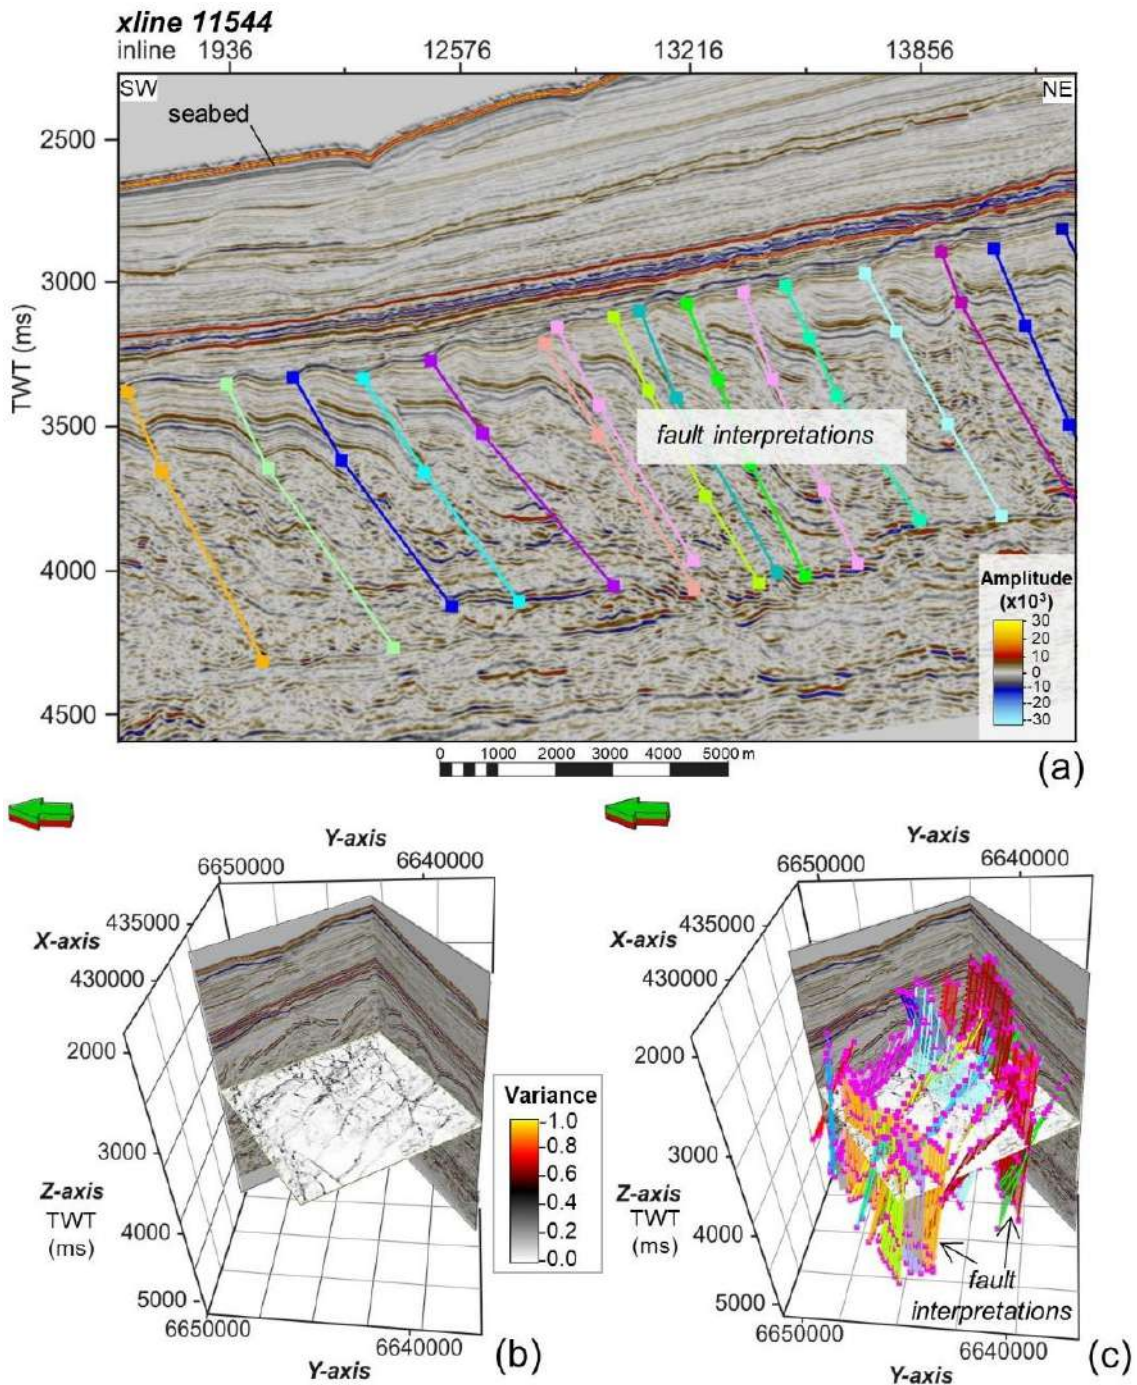 xline 11544
inline 1936 12576 13216 13856
SW NE
seabed
2500
3000
TWT (ms)
3500
fault interpretations
4000
4500
Amplitude
(x10³)
30
20
10
0
-10
-20
-30
0 1000 2000 3000 4000 5000 m
(a)
Y-axis
6650000 6640000
435000
X-axis
430000
2000
3000
Z-axis
TWT
(ms)
4000
5000
6650000
6640000
Y-axis
(b)
Variance
1.0
0.8
0.6
0.4
0.2
0.0
Y-axis
6650000 6640000
435000
X-axis
430000
2000
3000
Z-axis
TWT
(ms)
4000
5000
fault
interpretations
6650000
6640000
Y-axis
(c)